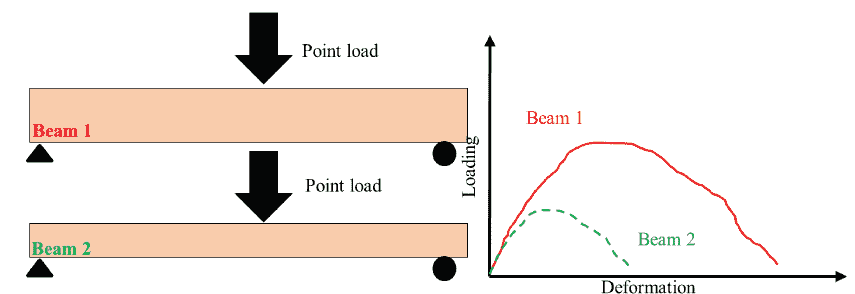 Point load
Beam 1
Point load
Beam 2
Beam 1
Loading
Beam 2
Deformation